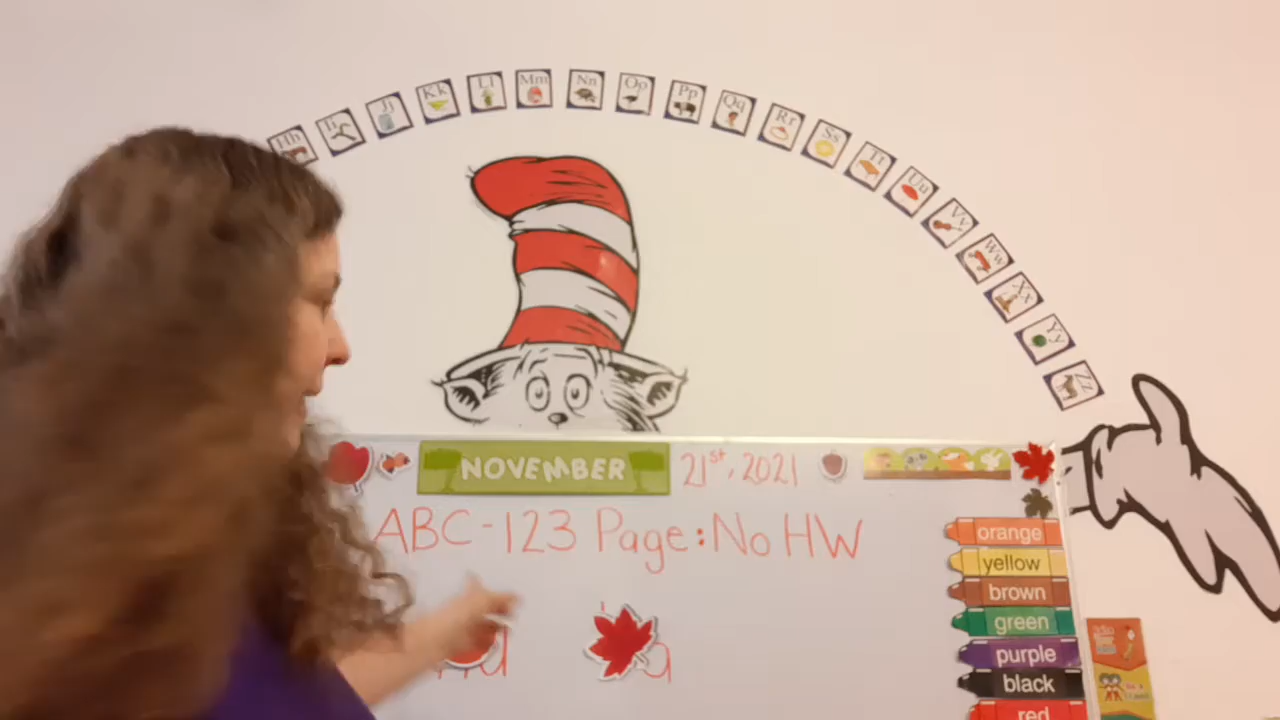 Hh Ii Jj Kk Ll Mm Nn Oo Pp Qq Rr Ss Tt Uu Vv Ww Xx Yy Zz
NOVEMBER 21st, 2021
ABC-123 Page: No HW
orange
yellow
brown
green
purple
black
red